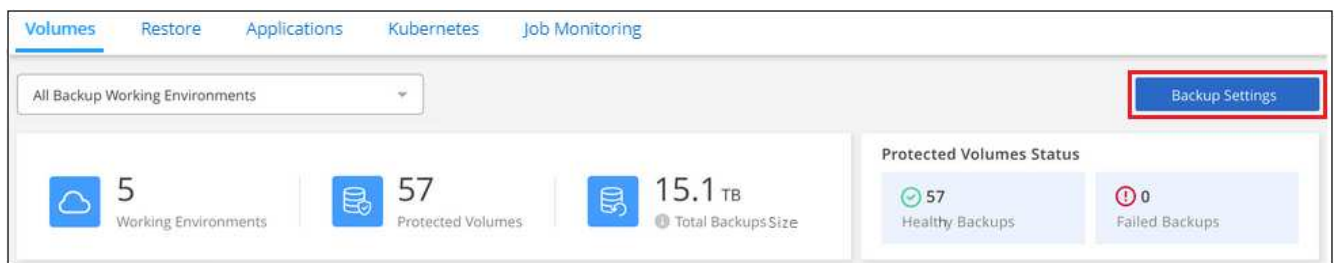 Volumes Restore Applications Kubernetes Job Monitoring
All Backup Working Environments Backup Settings
Protected Volumes Status
5 57 15.1 TB
Working Environments Protected Volumes Total Backups Size
57 0
Healthy Backups Failed Backups